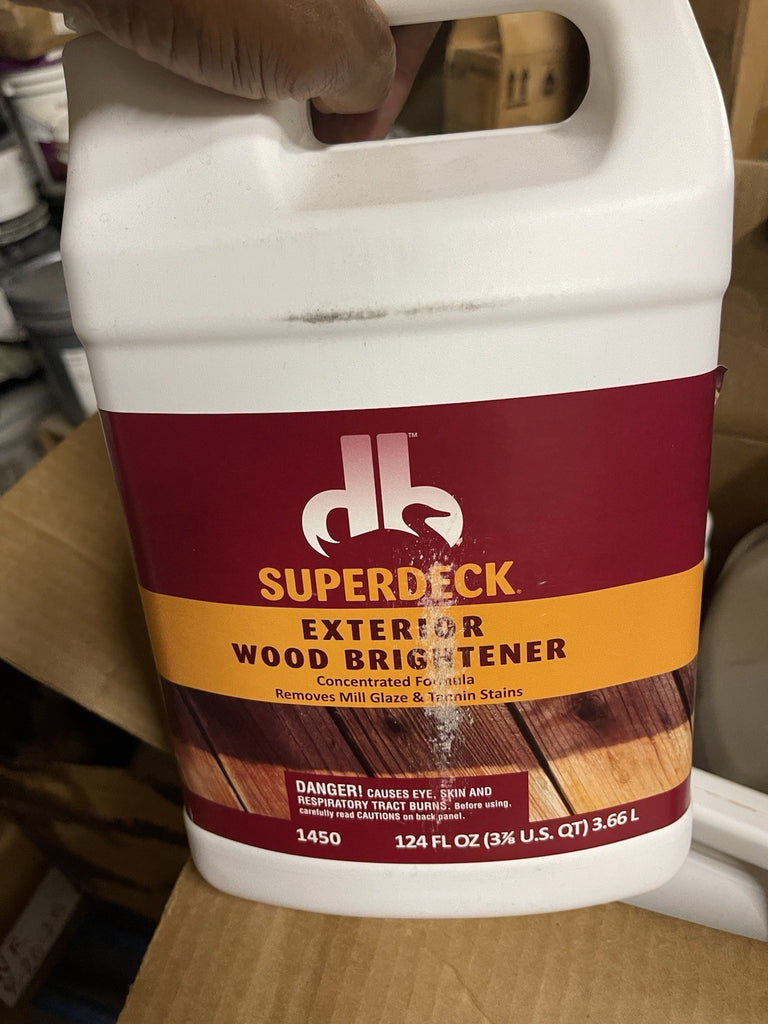 db™
SUPERDECK®
EXTERIOR
WOOD BRIGHTENER
Concentrated Formula
Removes Mill Glaze & Tannin Stains
DANGER! CAUSES EYE, SKIN AND
RESPIRATORY TRACT BURNS. Before using,
carefully read CAUTIONS on back panel.
1450
124 FL OZ (3⅞ U.S. QT) 3.66 L